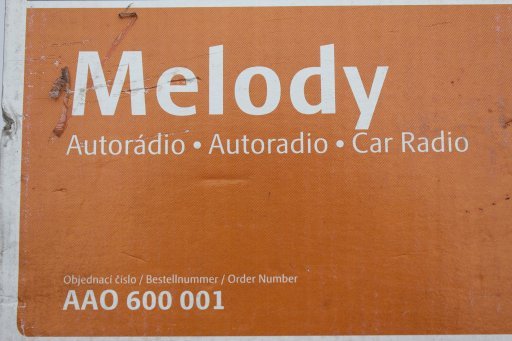 Melody
Autorádio • Autoradio • Car Radio
Objednací číslo / Bestellnummer / Order Number
AAO 600 001